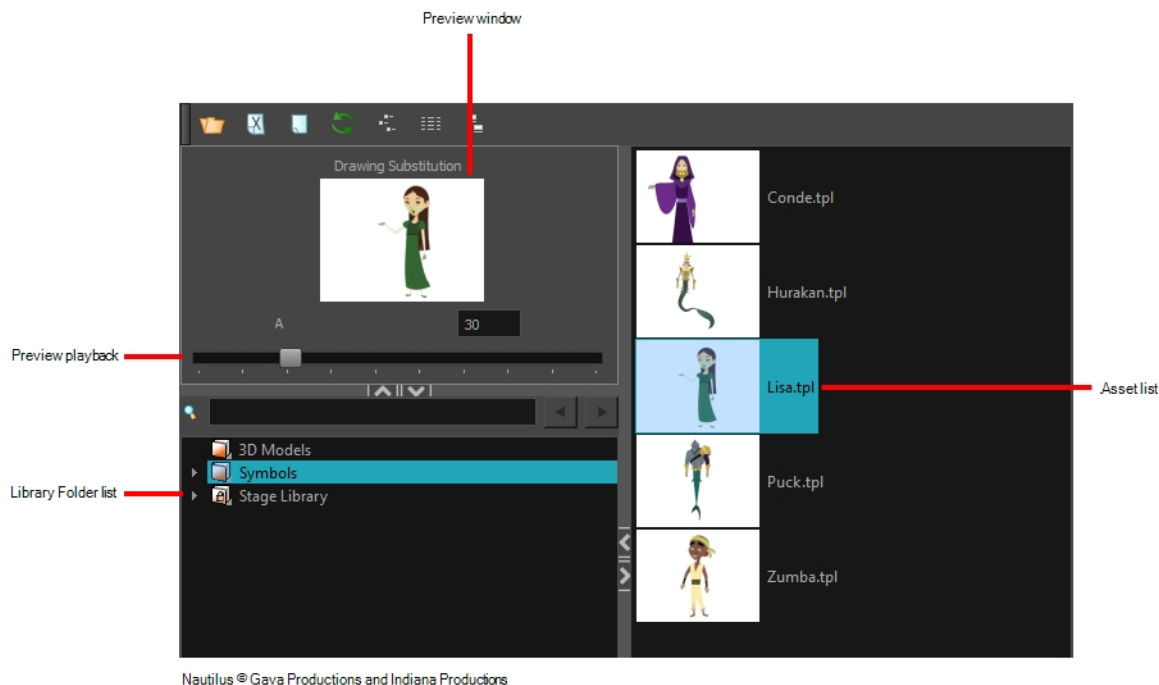 Preview window
Drawing Substitution
A
30
Preview playback
3D Models
Symbols
Library Folder list
Stage Library
Conde.tpl
Hurakan.tpl
Lisa.tpl
Asset list
Puck.tpl
Zumba.tpl
Nautilus © Gava Productions and Indiana Productions